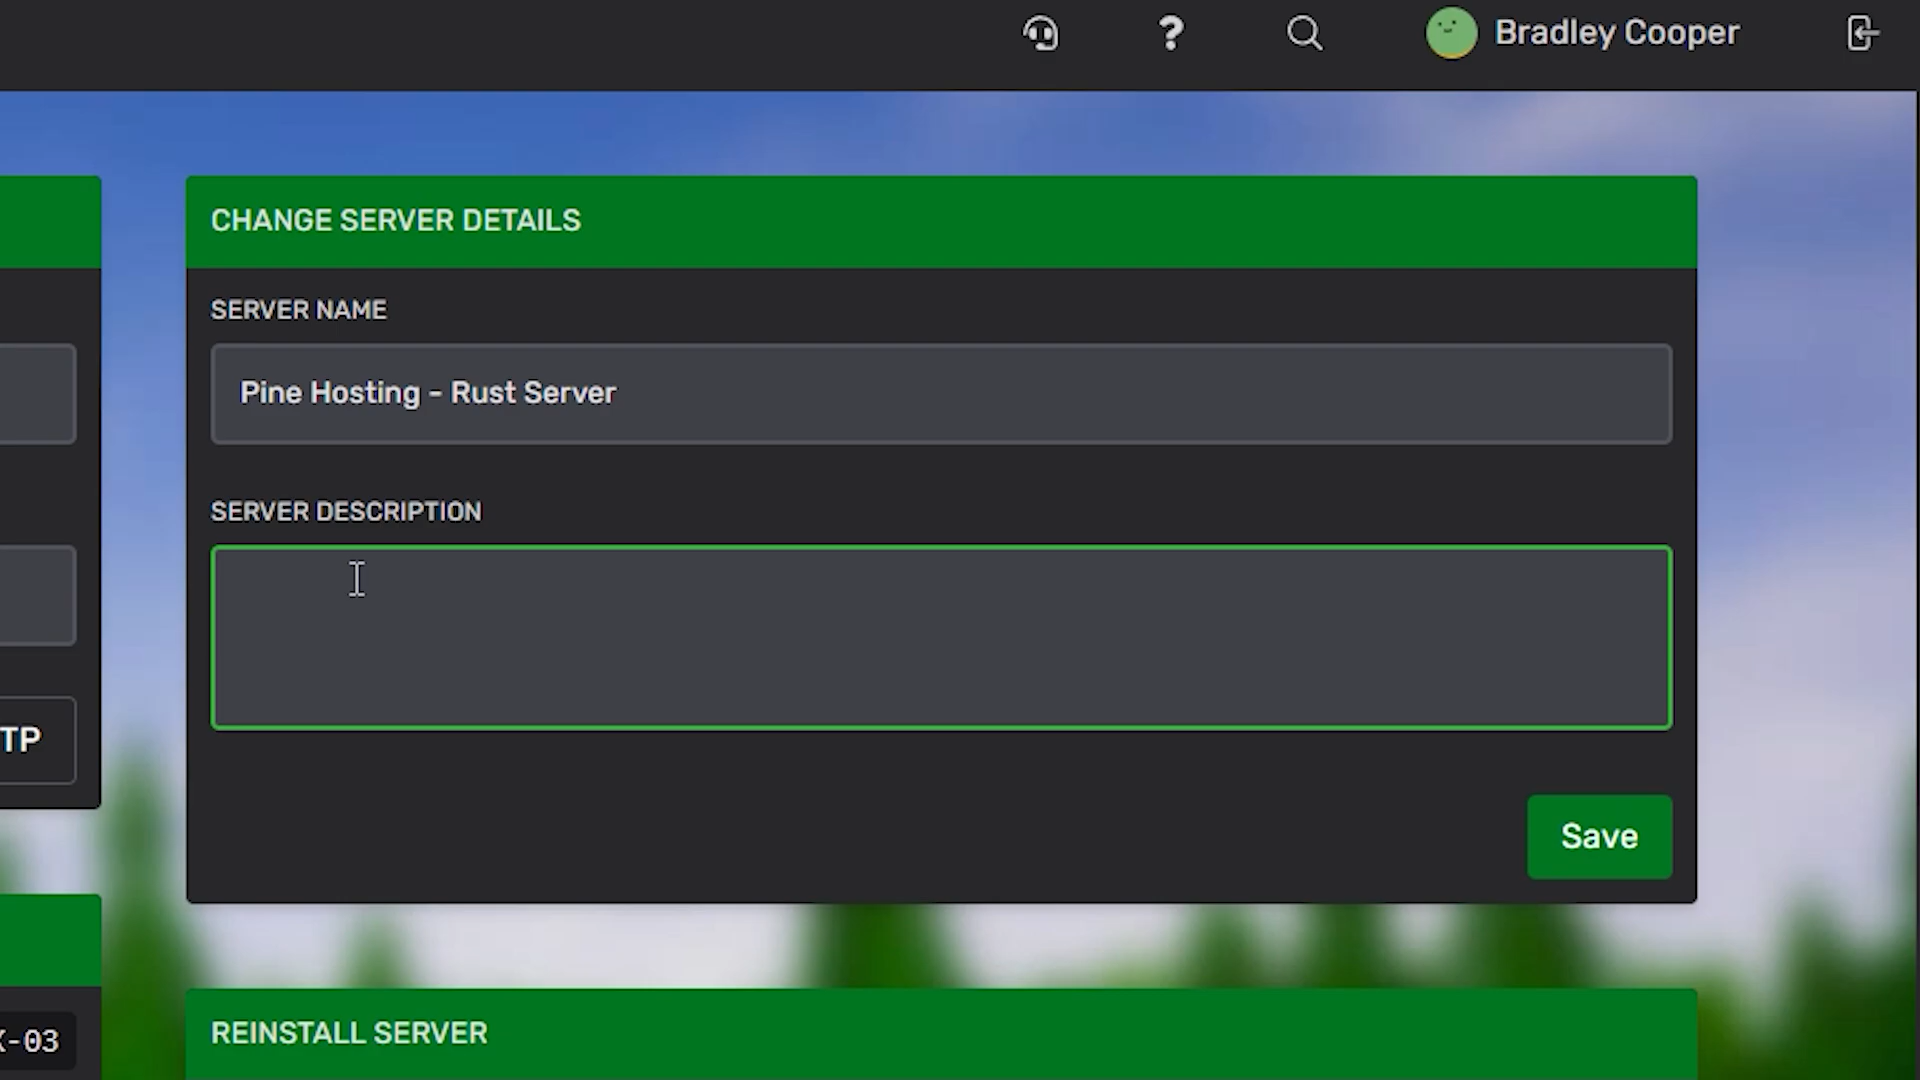 Bradley Cooper
CHANGE SERVER DETAILS
SERVER NAME
Pine Hosting - Rust Server
SERVER DESCRIPTION
TP
Save
REINSTALL SERVER
-03